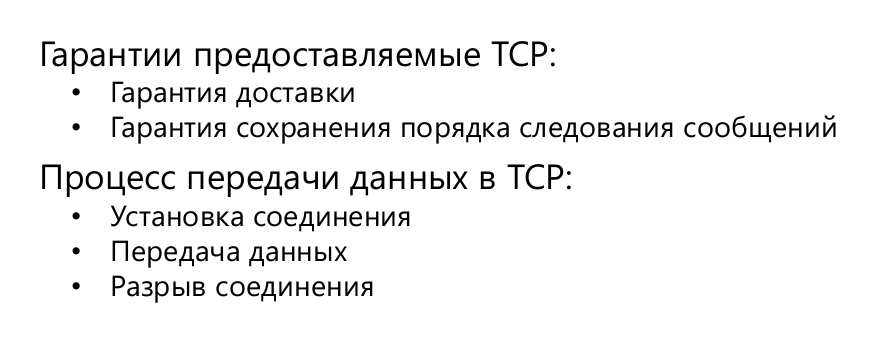 Гарантии предоставляемые TCP:
• Гарантия доставки
• Гарантия сохранения порядка следования сообщений
Процесс передачи данных в TCP:
• Установка соединения
• Передача данных
• Разрыв соединения